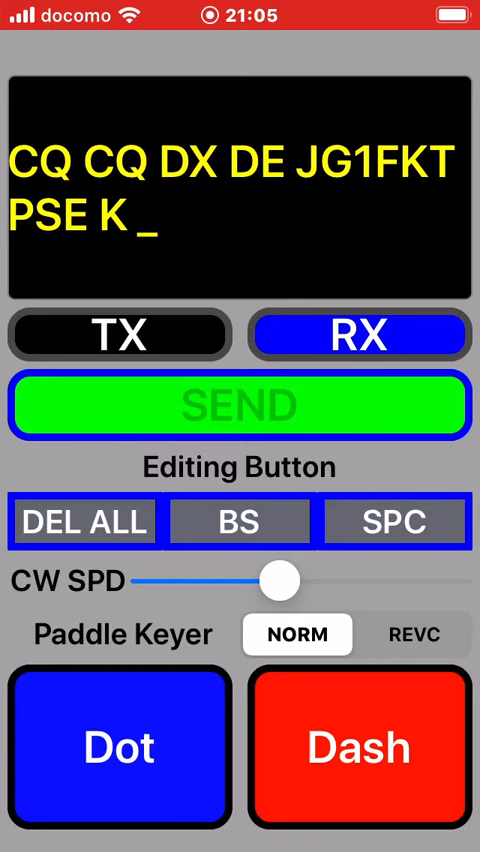 docomo 21:05
CQ CQ DX DE JG1FKT
PSE K _
TX RX
SEND
Editing Button
DEL ALL BS SPC
CW SPD
Paddle Keyer NORM REVC
Dot Dash